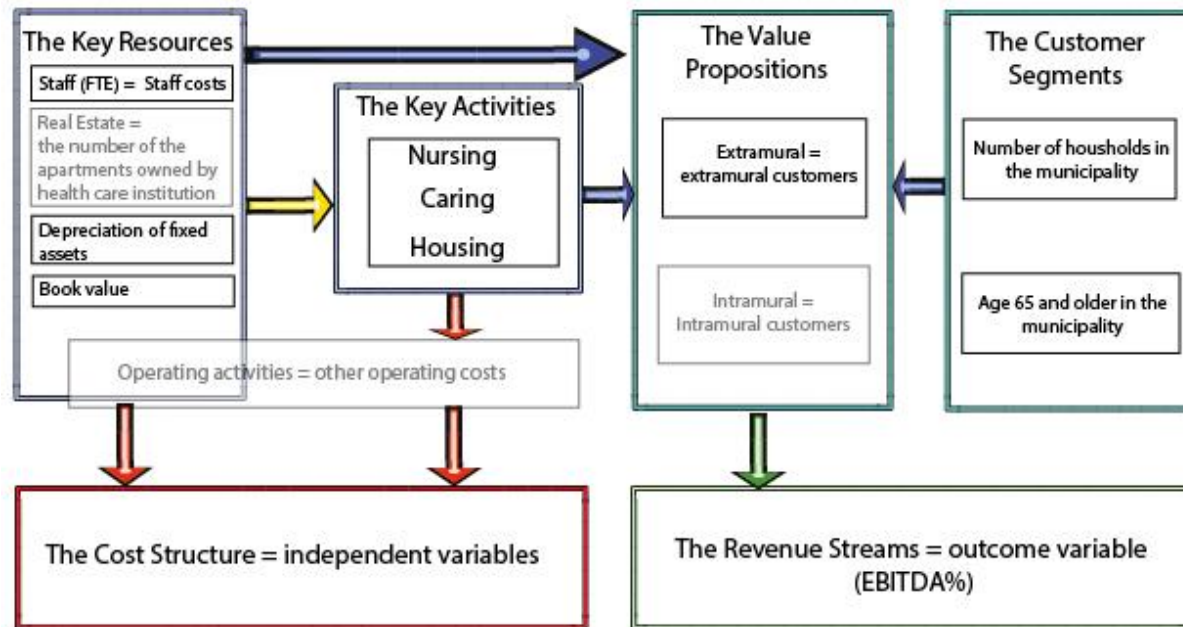 The Key Resources
Staff (FTE) = Staff costs
Real Estate =
the number of the
apartments owned by
health care institution
Depreciation of fixed
assets
Book value
The Key Activities
Nursing
Caring
Housing
Operating activities = other operating costs
The Value
Propositions
Extramural =
extramural customers
Intramural =
Intramural customers
The Customer
Segments
Number of housholds in
the municipality
Age 65 and older in the
municipality
The Cost Structure = independent variables
The Revenue Streams = outcome variable
(EBITDA%)